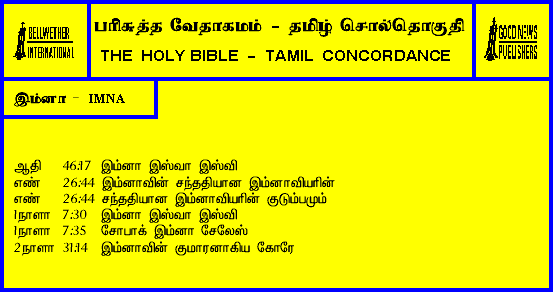 BELLWETHER
INTERNATIONAL
பரிசுத்த வேதாகமம் - தமிழ் சொல்தொகுதி
THE HOLY BIBLE - TAMIL CONCORDANCE
GOOD NEWS
PUBLISHERS
இம்னா - IMNA
ஆதி 46:17 இம்னா இஸ்வா இஸ்வி
எண் 26:44 இம்னாவின் சந்ததியான இம்னாவியரின்
எண் 26:44 சந்ததியான இம்னாவியரின் குடும்பமும்
1நாளா 7:30 இம்னா இஸ்வா இஸ்வி
1நாளா 7:35 சோபாக் இம்னா சேலேஸ்
2நாளா 31:14 இம்னாவின் குமாரனாகிய கோரே